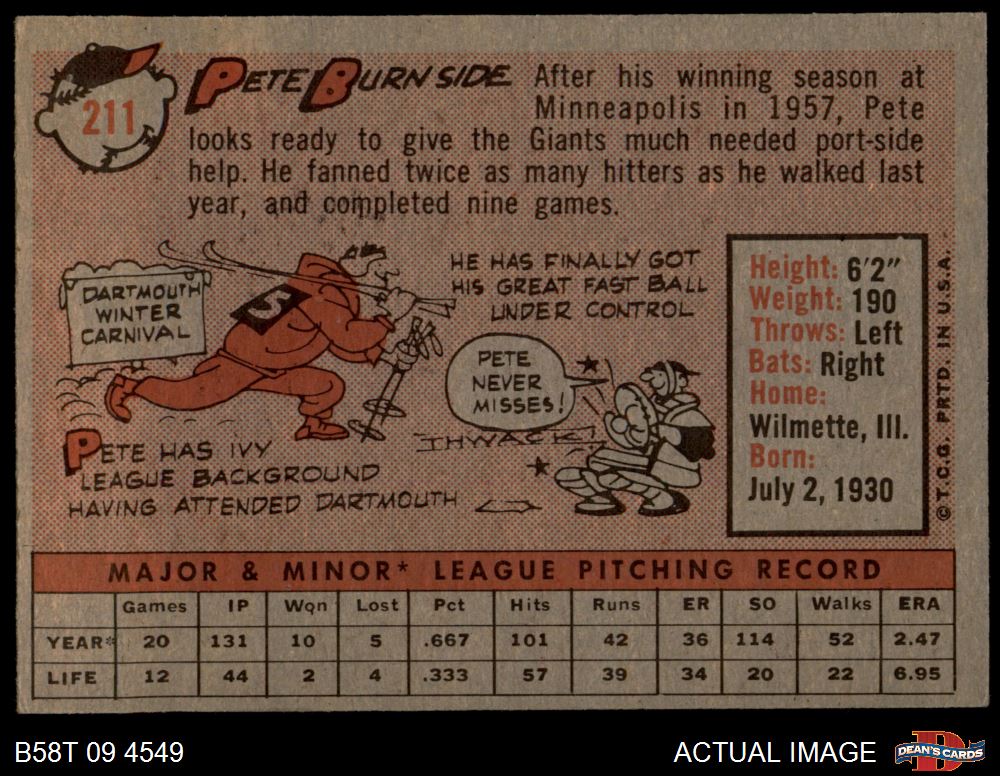 211
PETE BURNSIDE After his winning season at
Minneapolis in 1957, Pete
looks ready to give the Giants much needed port-side
help. He fanned twice as many hitters as he walked last
year, and completed nine games.
DARTMOUTH
WINTER
CARNIVAL
S
PETE HAS IVY
LEAGUE BACKGROUND
HAVING ATTENDED DARTMOUTH
HE HAS FINALLY GOT
HIS GREAT FAST BALL
UNDER CONTROL
PETE
NEVER
MISSES!
THWACK!
Height: 6'2"
Weight: 190
Throws: Left
Bats: Right
Home:
Wilmette, Ill.
Born:
July 2, 1930
© T.C.G. PRTD. IN U.S.A.
MAJOR & MINOR* LEAGUE PITCHING RECORD
Games IP Won Lost Pct Hits Runs ER SO Walks ERA
YEAR* 20 131 10 5 .667 101 42 36 114 52 2.47
LIFE 12 44 2 4 .333 57 39 34 20 22 6.95
B58T 09 4549
ACTUAL IMAGE
D
DEAN'S CARDS